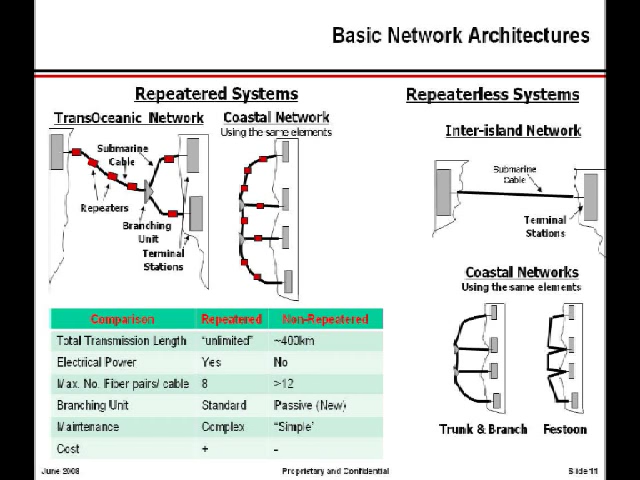 Basic Network Architectures
Repeatered Systems
Repeaterless Systems
TransOceanic Network
Coastal Network
Using the same elements
Submarine
Cable
Repeaters
Branching
Unit
Terminal
Stations
Inter-island Network
Submarine
Cable
Terminal
Stations
Coastal Networks
Using the same elements
Trunk & Branch
Festoon
Comparison Repeatered Non-Repeatered
Total Transmission Length "unlimited" ~400km
Electrical Power Yes No
Max. No. Fiber pairs/ cable 8 >12
Branching Unit Standard Passive (New)
Maintenance Complex "Simple'
Cost + -
June 2008
Proprietary and Confidential
Slide 11